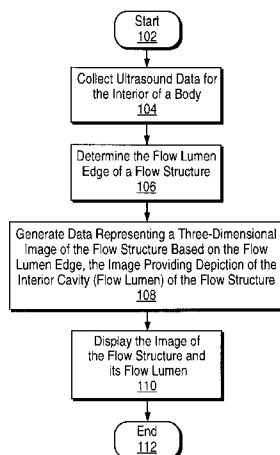 Start
102
Collect Ultrasound Data for
the Interior of a Body
104
Determine the Flow Lumen
Edge of a Flow Structure
106
Generate Data Representing a Three-Dimensional
Image of the Flow Structure Based on the Flow
Lumen Edge, the Image Providing Depiction of the
Interior Cavity (Flow Lumen) of the Flow Structure
108
Display the Image of
the Flow Structure and
its Flow Lumen
110
End
112